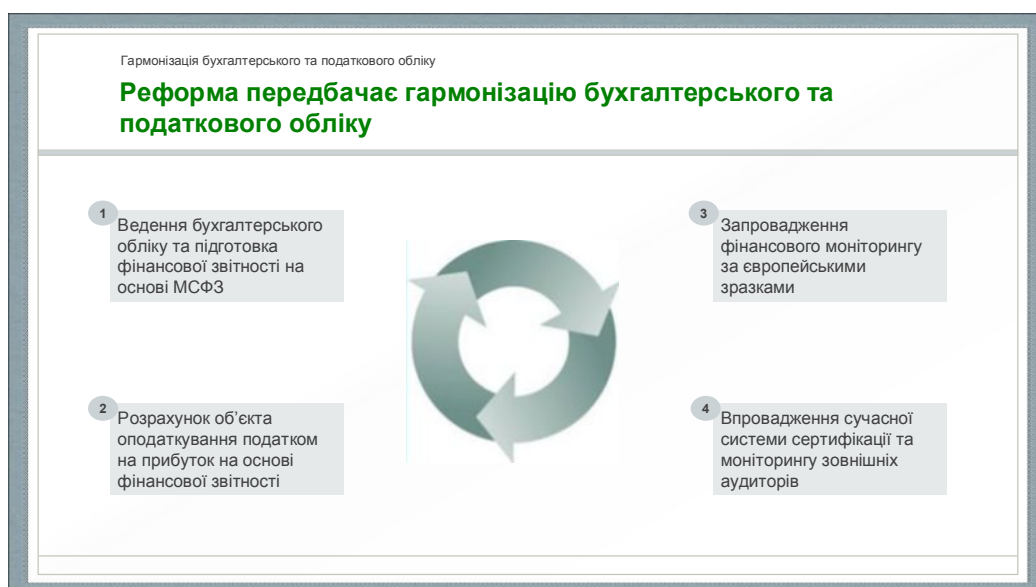 Гармонізація бухгалтерського та податкового обліку
Реформа передбачає гармонізацію бухгалтерського та
податкового обліку
1
Ведення бухгалтерського
обліку та підготовка
фінансової звітності на
основі МСФЗ
2
Розрахунок об’єкта
оподаткування податком
на прибуток на основі
фінансової звітності
3
Запровадження
фінансового моніторингу
за європейськими
зразками
4
Впровадження сучасної
системи сертифікації та
моніторингу зовнішніх
аудиторів